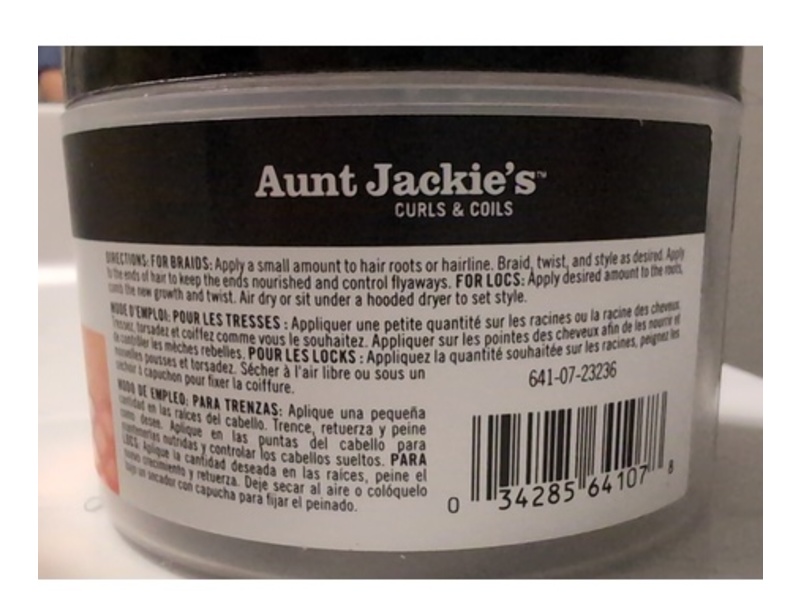 Aunt Jackie's™
CURLS & COILS
DIRECTIONS: FOR BRAIDS: Apply a small amount to hair roots or hairline. Braid, twist, and style as desired. Apply
to the ends of hair to keep the ends nourished and control flyaways. FOR LOCS: Apply desired amount to the roots,
comb the new growth and twist. Air dry or sit under a hooded dryer to set style.
MODE D'EMPLOI: POUR LES TRESSES : Appliquer une petite quantité sur les racines ou la racine des cheveux.
Tressez, torsadez et coiffez comme vous le souhaitez. Appliquer sur les pointes des cheveux afin de les nourrir et
de contrôler les mèches rebelles. POUR LES LOCKS : Appliquez la quantité souhaitée sur les racines, peignez les
nouvelles pousses et torsadez. Sécher à l'air libre ou sous un
séchoir à capuchon pour fixer la coiffure.
641-07-23236
MODO DE EMPLEO: PARA TRENZAS: Aplique una pequeña
cantidad en las raíces del cabello. Trence, retuerza y peine
como desee. Aplique en las puntas del cabello para
mantenerlas nutridas y controlar los cabellos sueltos. PARA
LOCS: Aplique la cantidad deseada en las raíces, peine el
nuevo crecimiento y retuerza. Deje secar al aire o colóquelo
bajo un secador con capucha para fijar el peinado.
0 34285 64107 8